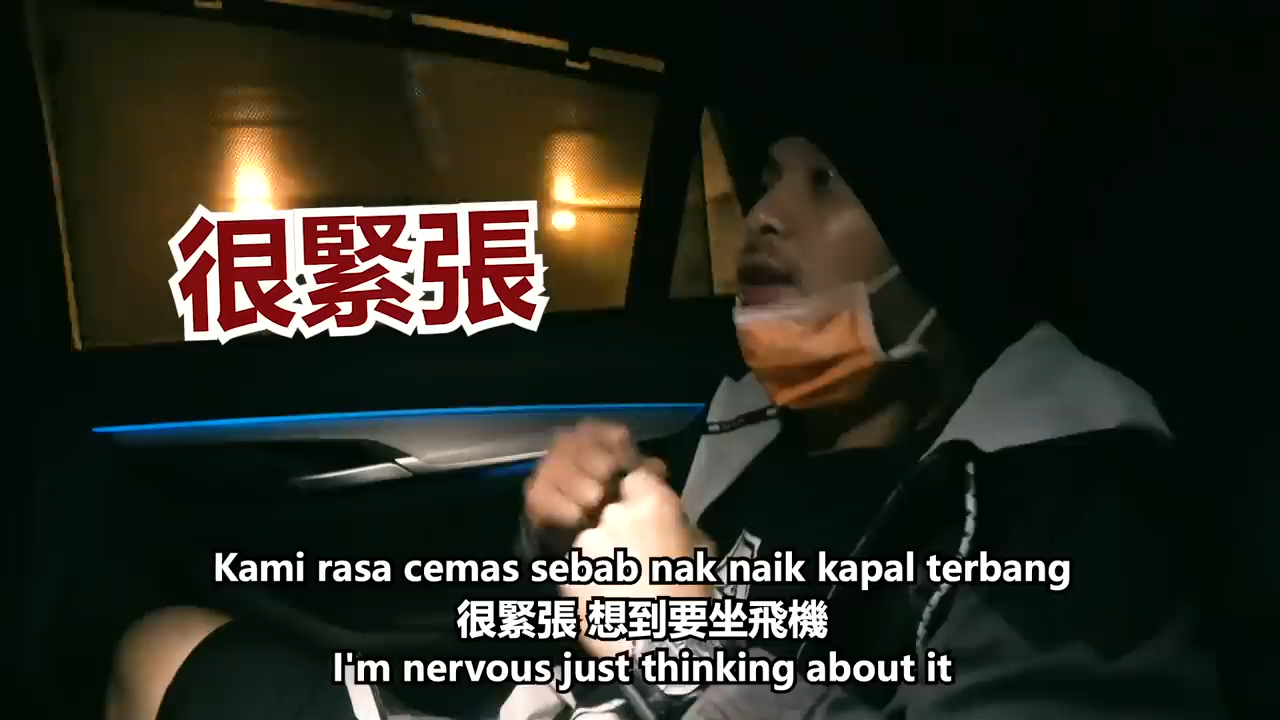 很緊張
Kami rasa cemas sebab nak naik kapal terbang
很緊張 想到要坐飛機
I'm nervous just thinking about it